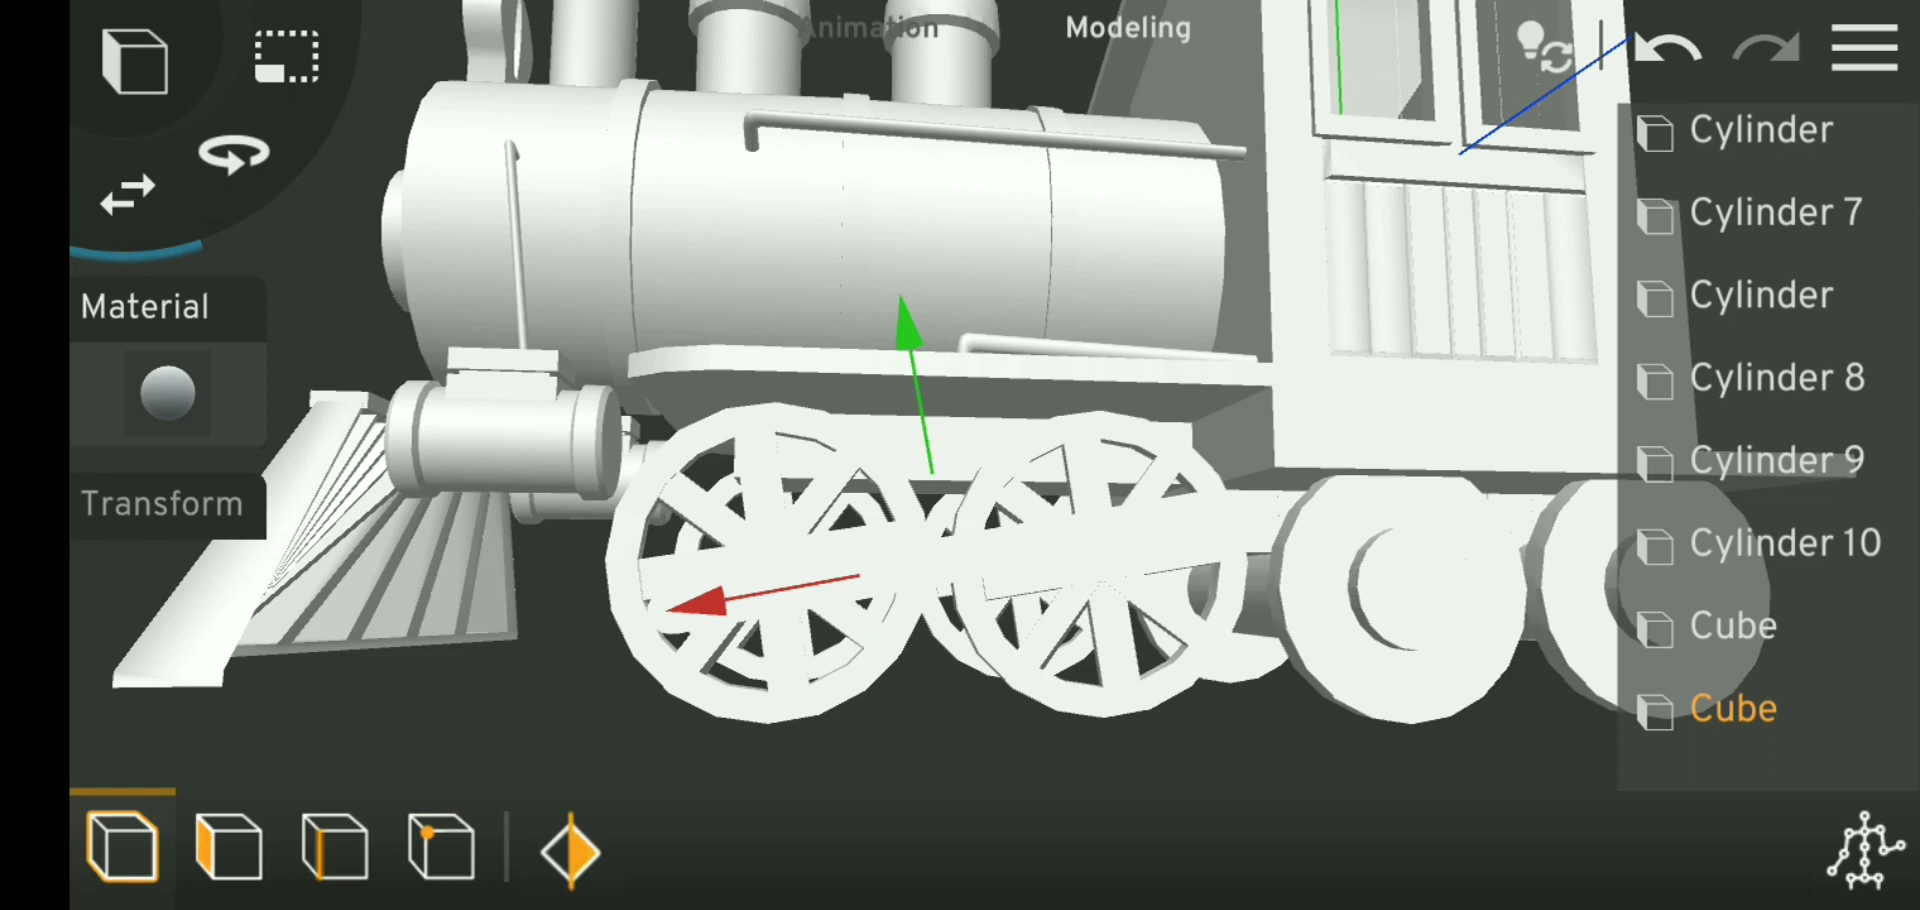 Animation
Modeling
Material
Transform
Cylinder
Cylinder 7
Cylinder
Cylinder 8
Cylinder 9
Cylinder 10
Cube
Cube